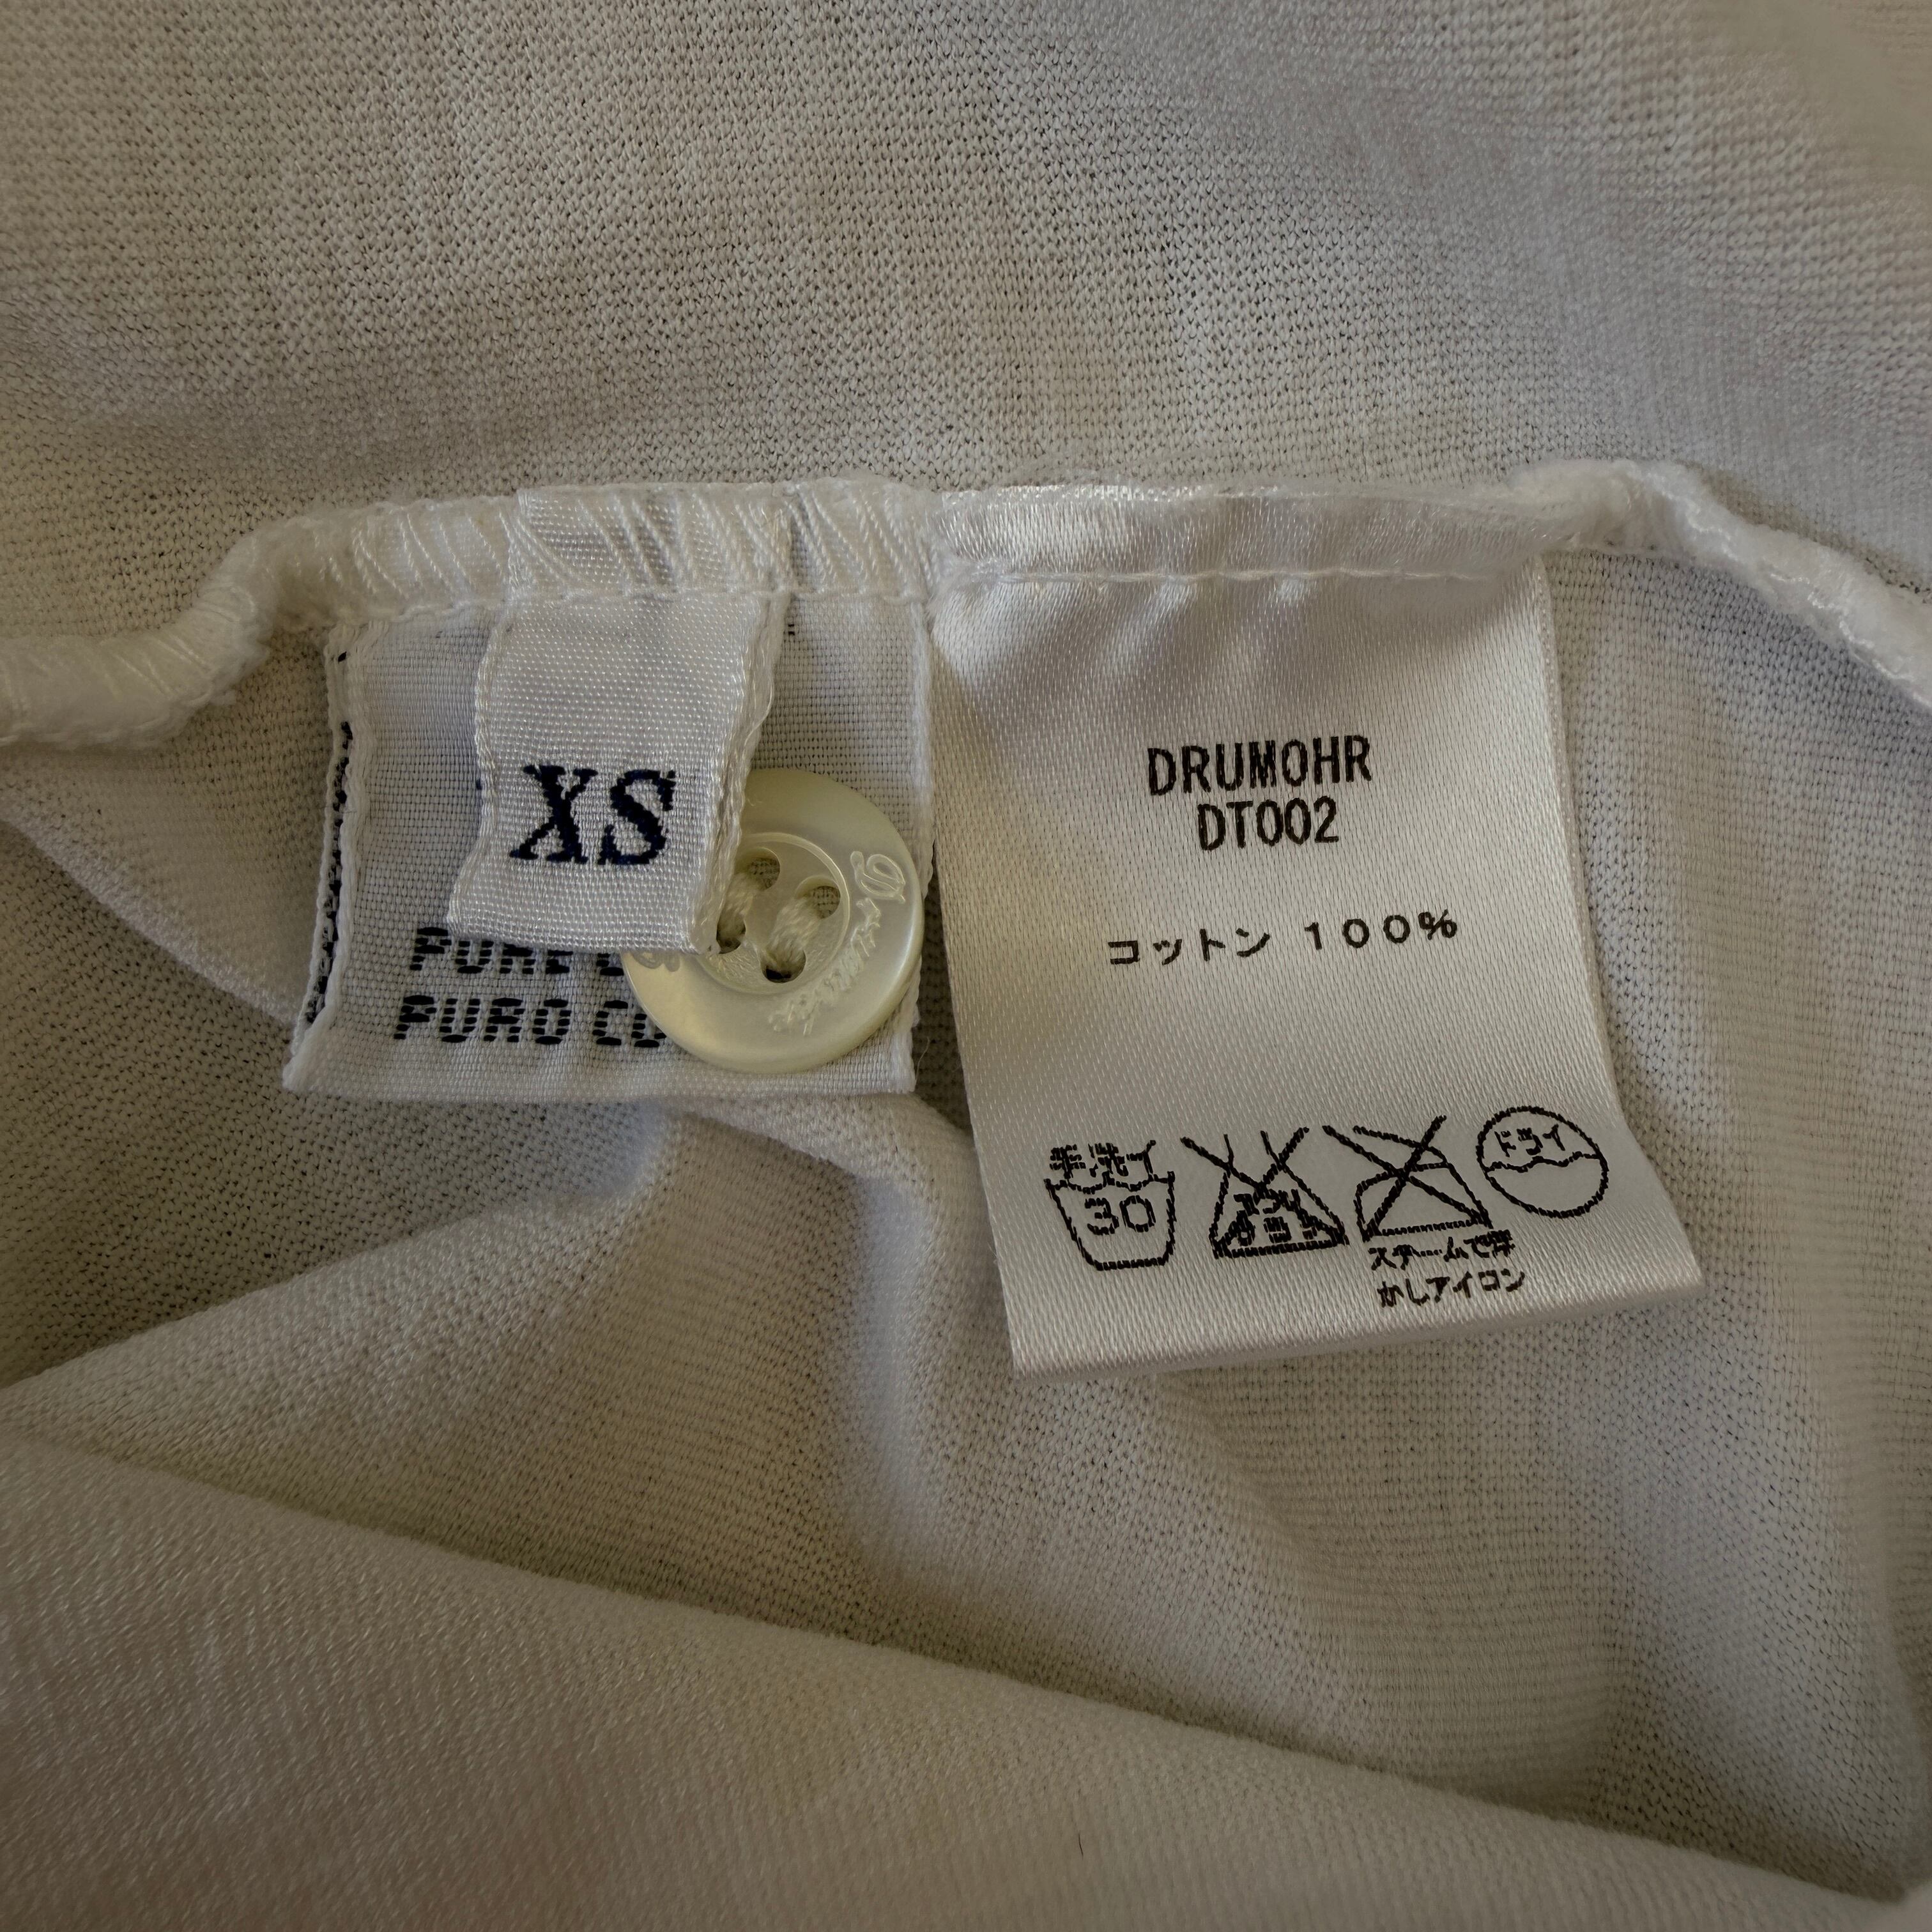 XS
PURO
Drumohr
DRUMOHR
DT002
コットン 100%
手洗イ
30
ドライ
スチームで浮
かしアイロン